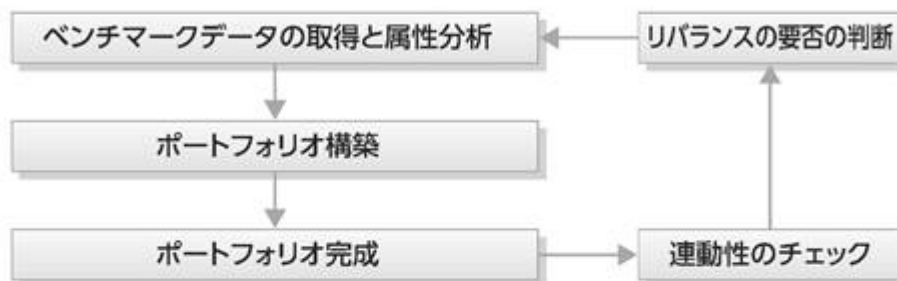 ベンチマークデータの取得と属性分析
リバランスの要否の判断
ポートフォリオ構築
ポートフォリオ完成
連動性のチェック